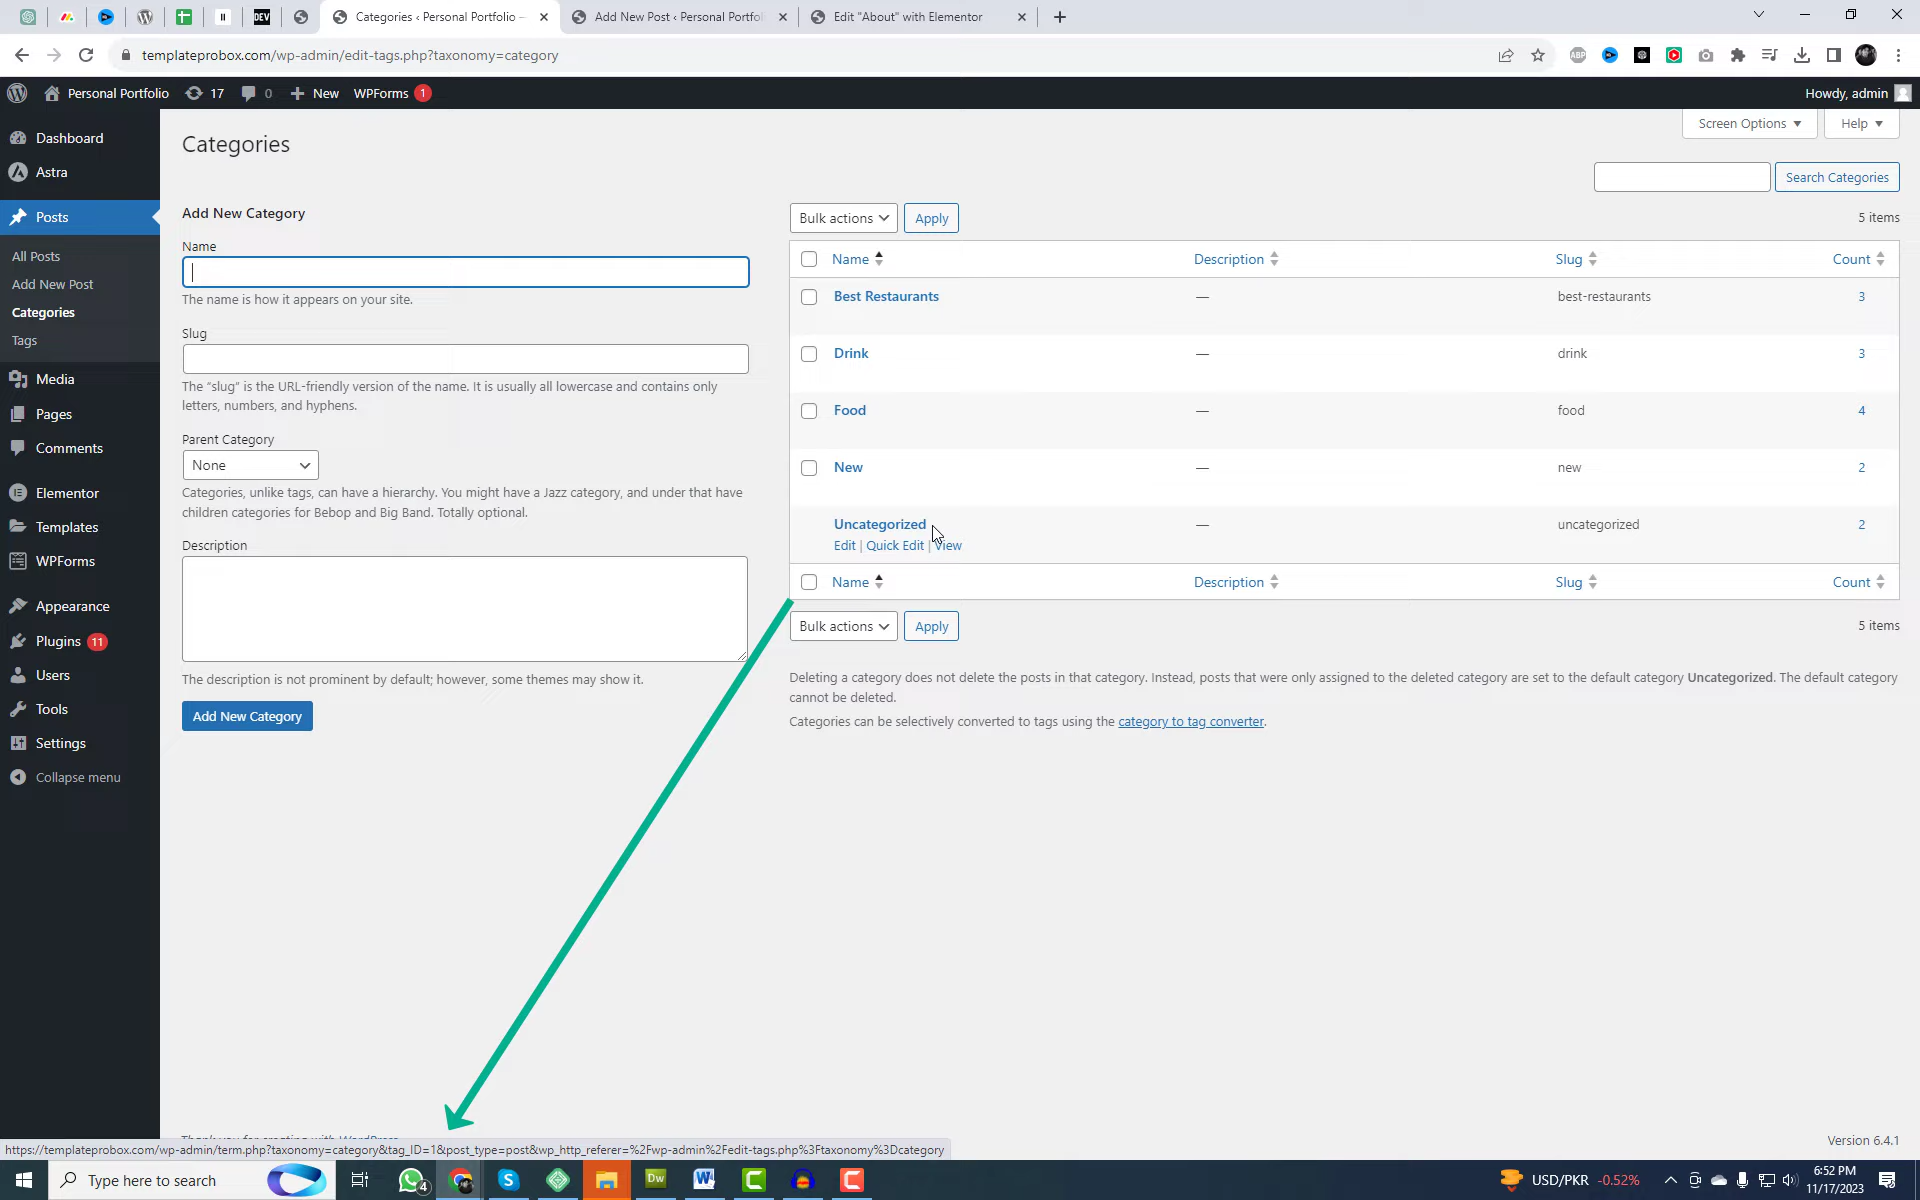 Categories ‹ Personal Portfolio –
Add New Post ‹ Personal Portfoli
Edit "About" with Elementor
templateprobox.com/wp-admin/edit-tags.php?taxonomy=category
Personal Portfolio
17
0
New
WPForms 1
Howdy, admin
Dashboard
Astra
Posts
All Posts
Add New Post
Categories
Tags
Media
Pages
Comments
Elementor
Templates
WPForms
Appearance
Plugins 11
Users
Tools
Settings
Collapse menu
Screen Options
Help
Categories
Search Categories
Add New Category
Name
The name is how it appears on your site.
Slug
The “slug” is the URL-friendly version of the name. It is usually all lowercase and contains only
letters, numbers, and hyphens.
Parent Category
None
Categories, unlike tags, can have a hierarchy. You might have a Jazz category, and under that have
children categories for Bebop and Big Band. Totally optional.
Description
The description is not prominent by default; however, some themes may show it.
Add New Category
Bulk actions Apply 5 items
Name Description Slug Count
Best Restaurants — best-restaurants 3
Drink — drink 3
Food — food 4
New — new 2
Uncategorized — uncategorized 2
Edit | Quick Edit | View
Name Description Slug Count
Bulk actions Apply 5 items
Deleting a category does not delete the posts in that category. Instead, posts that were only assigned to the deleted category are set to the default category Uncategorized. The default category
cannot be deleted.
Categories can be selectively converted to tags using the category to tag converter.
Thank you for creating with WordPress.
Version 6.4.1
https://templateprobox.com/wp-admin/term.php?taxonomy=category&tag_ID=1&post_type=post&wp_http_referer=%2Fwp-admin%2Fedit-tags.php%3Ftaxonomy%3Dcategory
Type here to search
4
Dw
USD/PKR -0.52%
6:52 PM
11/17/2023